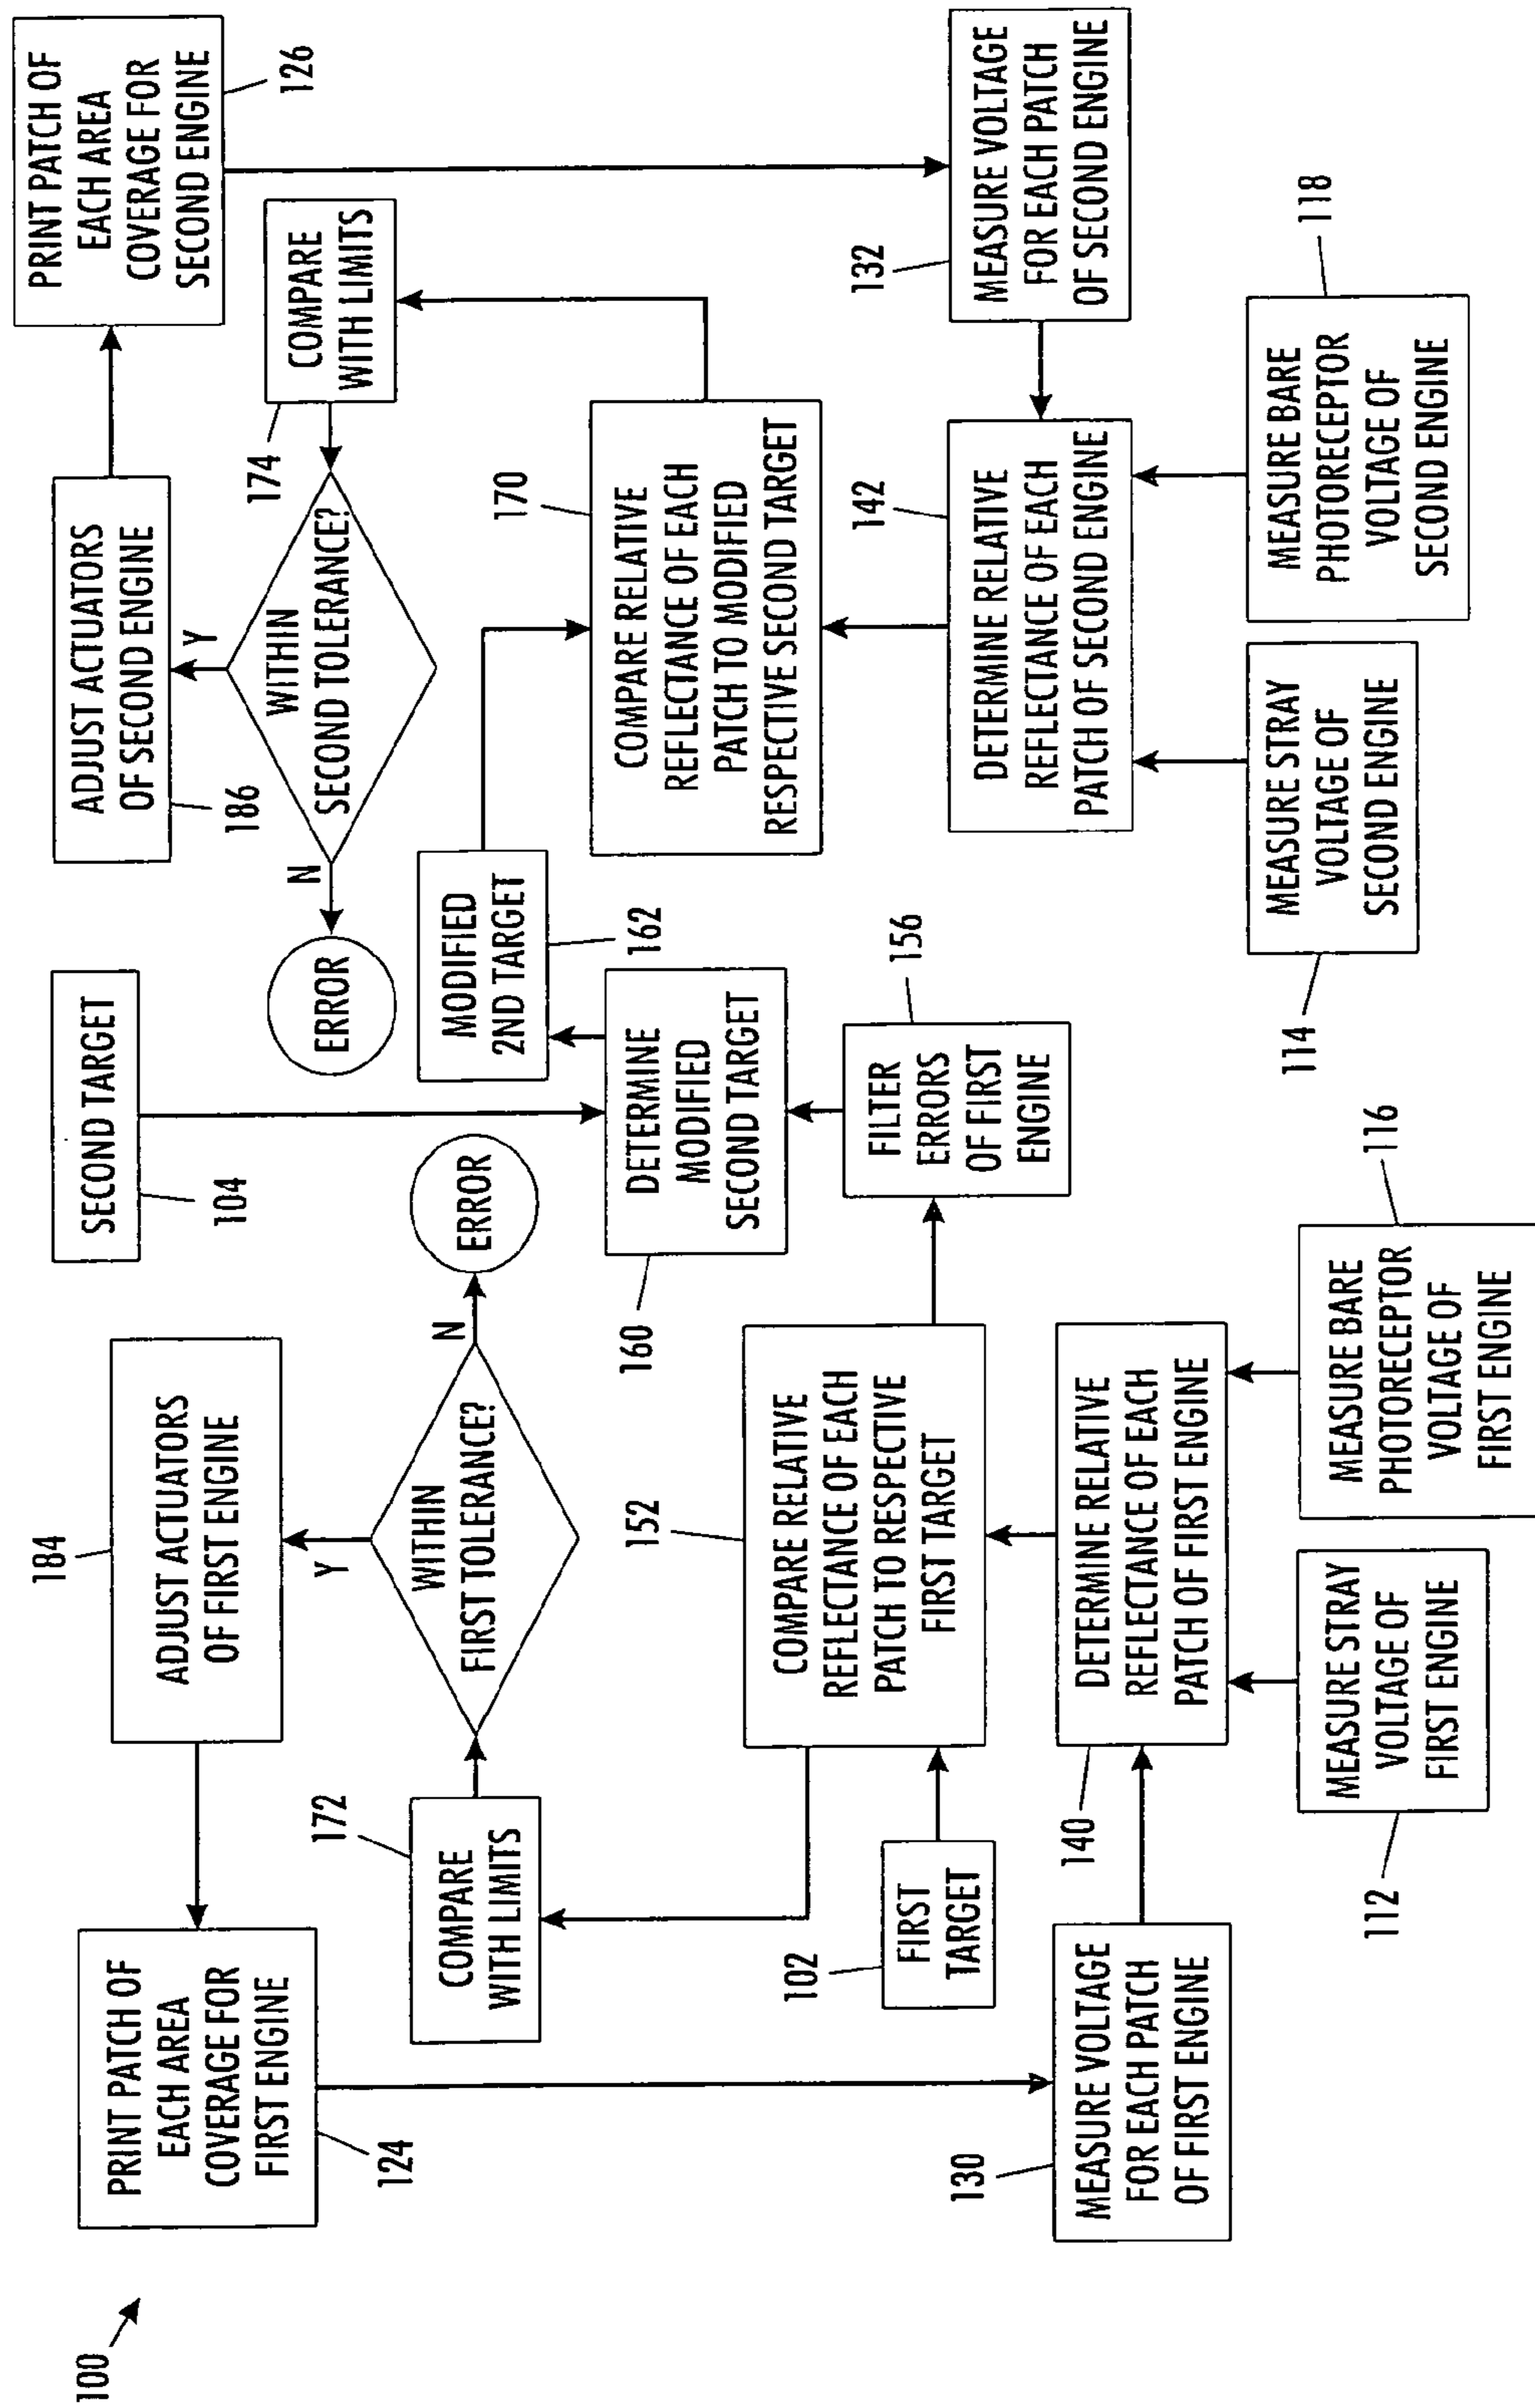 100
PRINT PATCH OF
EACH AREA
COVERAGE FOR
FIRST ENGINE
124
ADJUST ACTUATORS
OF FIRST ENGINE
184
172
COMPARE
WITH LIMITS
WITHIN
FIRST TOLERANCE?
Y
N
ERROR
SECOND TARGET
104
ERROR
N
WITHIN
SECOND TOLERANCE?
Y
ADJUST ACTUATORS
OF SECOND ENGINE
186
174
COMPARE
WITH LIMITS
PRINT PATCH OF
EACH AREA
COVERAGE FOR
SECOND ENGINE
126
102
FIRST
TARGET
152
COMPARE RELATIVE
REFLECTANCE OF EACH
PATCH TO RESPECTIVE
FIRST TARGET
160
DETERMINE
MODIFIED
SECOND TARGET
MODIFIED
2ND TARGET
162
FILTER
ERRORS
OF FIRST
ENGINE
156
170
COMPARE RELATIVE
REFLECTANCE OF EACH
PATCH TO MODIFIED
RESPECTIVE SECOND TARGET
130
MEASURE VOLTAGE
FOR EACH PATCH
OF FIRST ENGINE
140
DETERMINE RELATIVE
REFLECTANCE OF EACH
PATCH OF FIRST ENGINE
142
DETERMINE RELATIVE
REFLECTANCE OF EACH
PATCH OF SECOND ENGINE
132
MEASURE VOLTAGE
FOR EACH PATCH
OF SECOND ENGINE
112
MEASURE STRAY
VOLTAGE OF
FIRST ENGINE
116
MEASURE BARE
PHOTORECEPTOR
VOLTAGE OF
FIRST ENGINE
114
MEASURE STRAY
VOLTAGE OF
SECOND ENGINE
118
MEASURE BARE
PHOTORECEPTOR
VOLTAGE OF
SECOND ENGINE